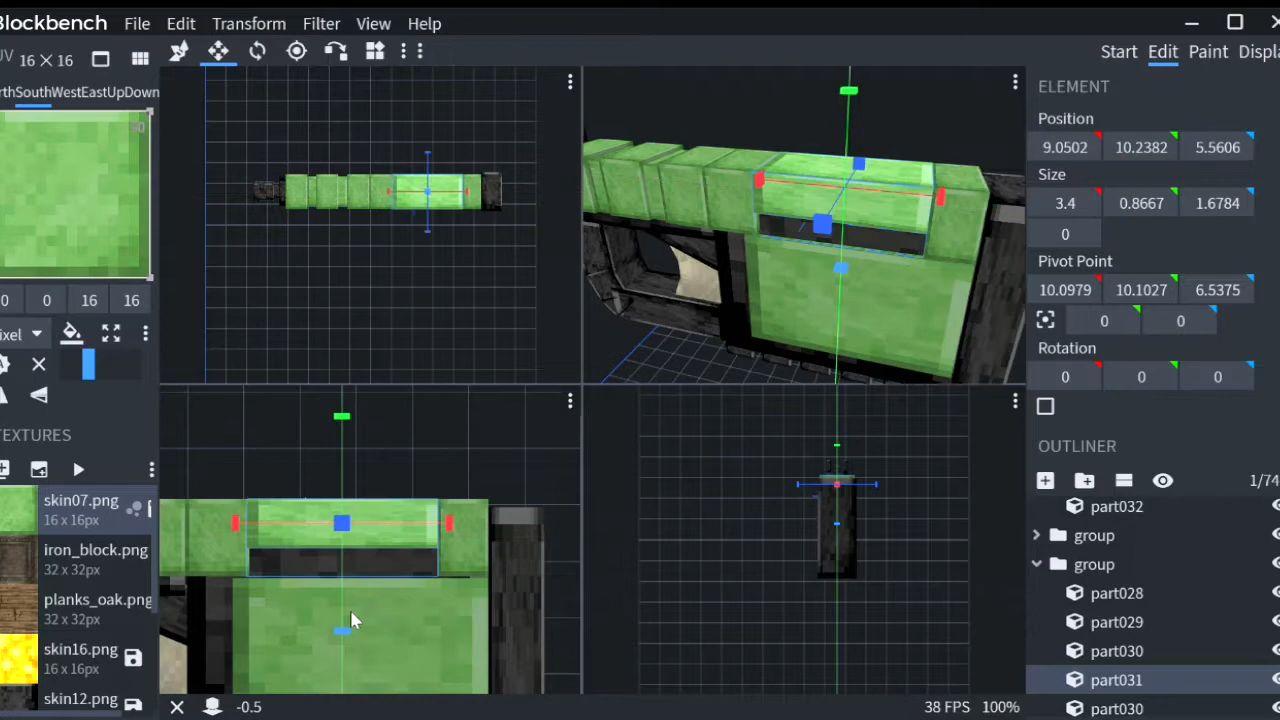 Blockbench File Edit Transform Filter View Help
UV 16 × 16
Start Edit Paint Displa
rthSouthWestEastUpDown
ELEMENT
Position
9.0502 10.2382 5.5606
Size
3.4 0.8667 1.6784
0
Pivot Point
10.0979 10.1027 6.5375
0 0
Rotation
0 0 0
0 0 16 16
ixel
TEXTURES
skin07.png
16 x 16px
iron_block.png
32 x 32px
planks_oak.png
32 x 32px
skin16.png
16 x 16px
skin12.png
OUTLINER
1/74
part032
group
group
part028
part029
part030
part031
part030
-0.5
38 FPS 100%